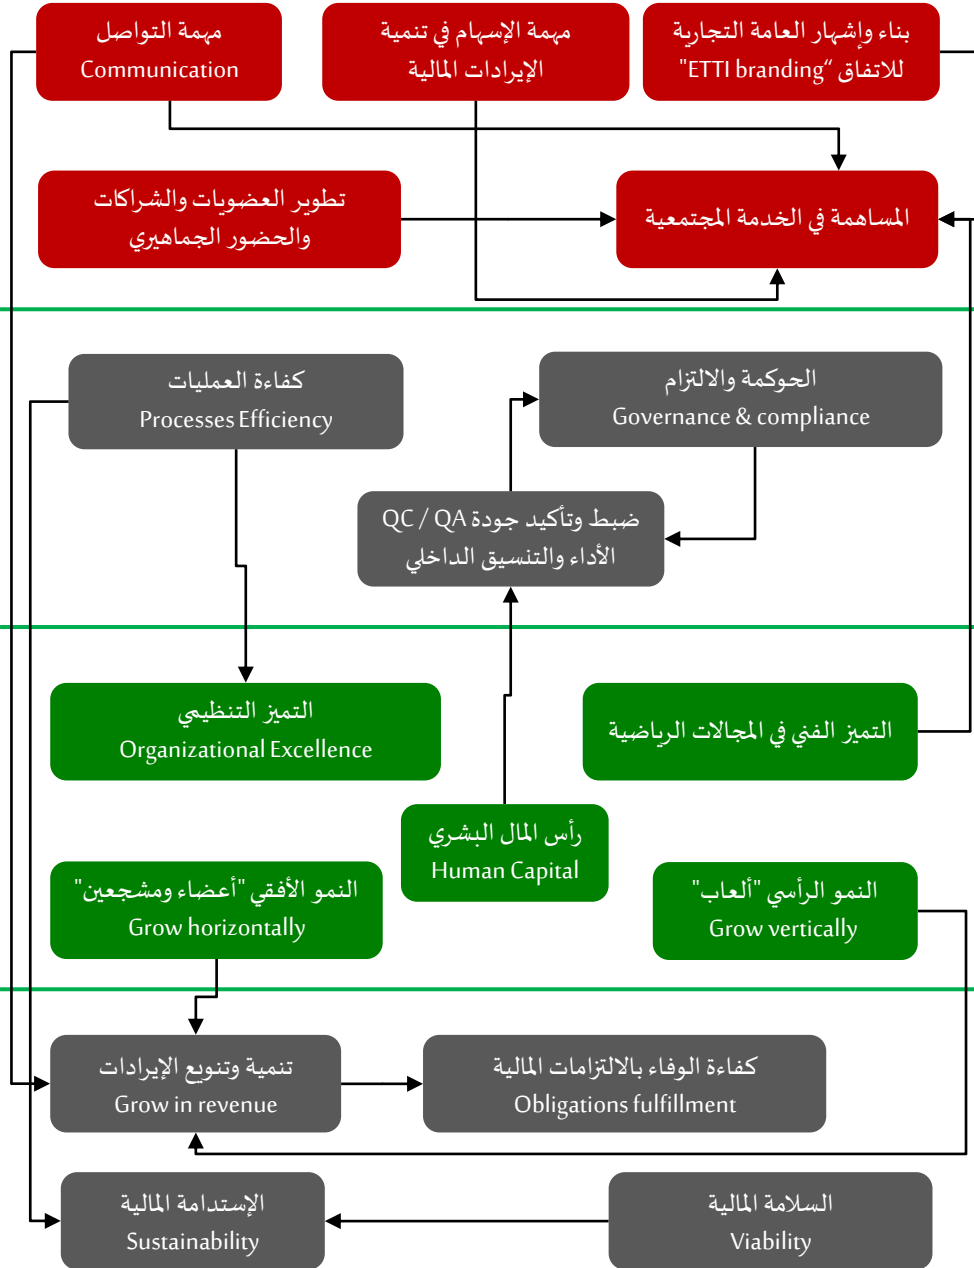 بناء وإشهار العامة التجارية
للاتفاق “ETTI branding"
مهمة الإسهام في تنمية
الإيرادات المالية
مهمة التواصل
Communication
المساهمة في الخدمة المجتمعية
تطوير العضويات والشراكات
والحضور الجماهيري
الحوكمة والالتزام
Governance & compliance
كفاءة العمليات
Processes Efficiency
ضبط وتأكيد جودة QC / QA
الأداء والتنسيق الداخلي
التميز الفني في المجالات الرياضية
التميز التنظيمي
Organizational Excellence
رأس المال البشري
Human Capital
النمو الرأسي "ألعاب"
Grow vertically
النمو الأفقي "أعضاء ومشجعين"
Grow horizontally
كفاءة الوفاء بالالتزامات المالية
Obligations fulfillment
تنمية وتنويع الإيرادات
Grow in revenue
السلامة المالية
Viability
الإستدامة المالية
Sustainability